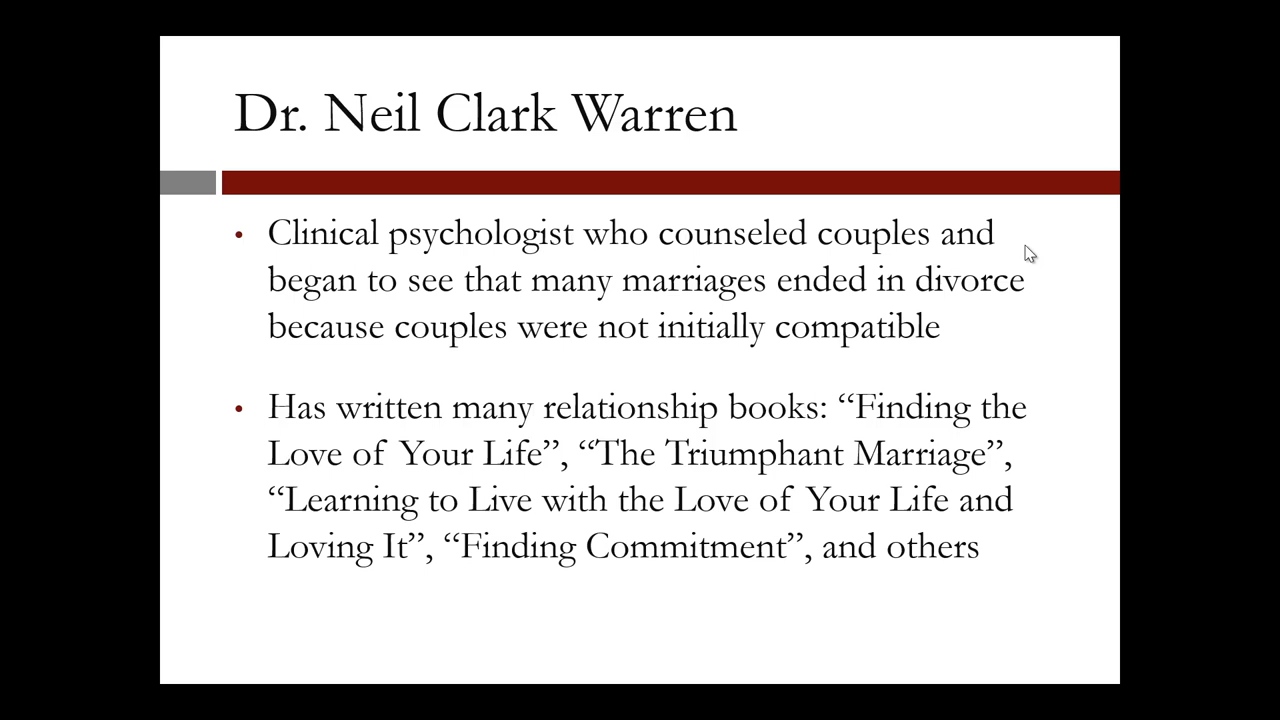 Dr. Neil Clark Warren
• Clinical psychologist who counseled couples and
began to see that many marriages ended in divorce
because couples were not initially compatible
• Has written many relationship books: “Finding the
Love of Your Life”, “The Triumphant Marriage”,
“Learning to Live with the Love of Your Life and
Loving It”, “Finding Commitment”, and others